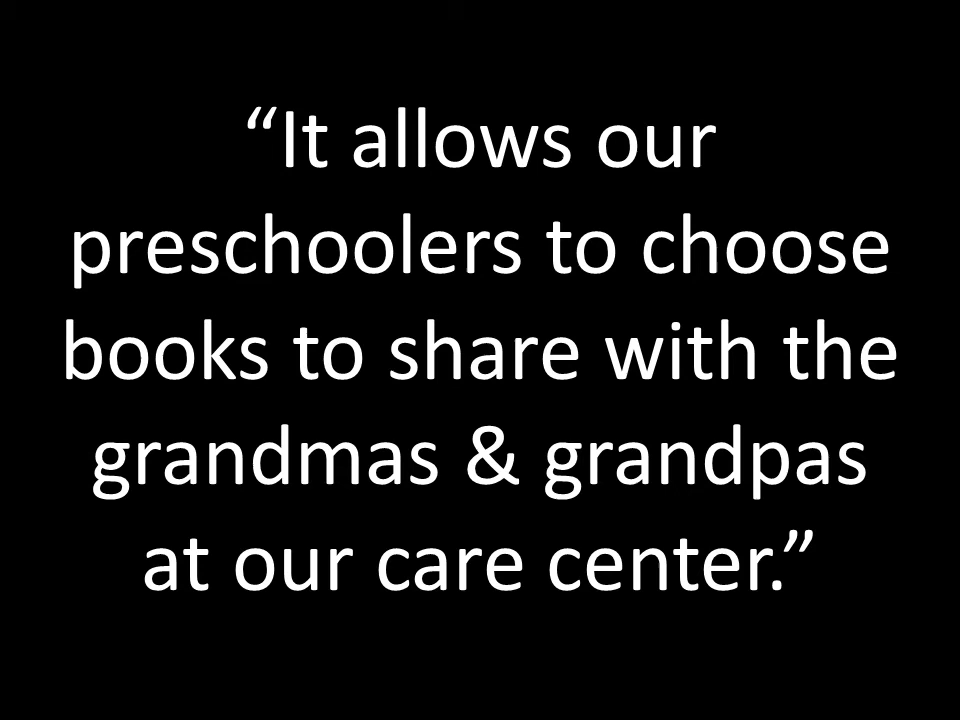 “It allows our
preschoolers to choose
books to share with the
grandmas & grandpas
at our care center.”